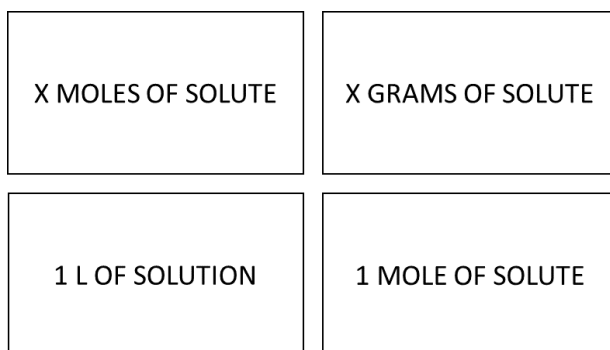 X MOLES OF SOLUTE
X GRAMS OF SOLUTE
1 L OF SOLUTION
1 MOLE OF SOLUTE